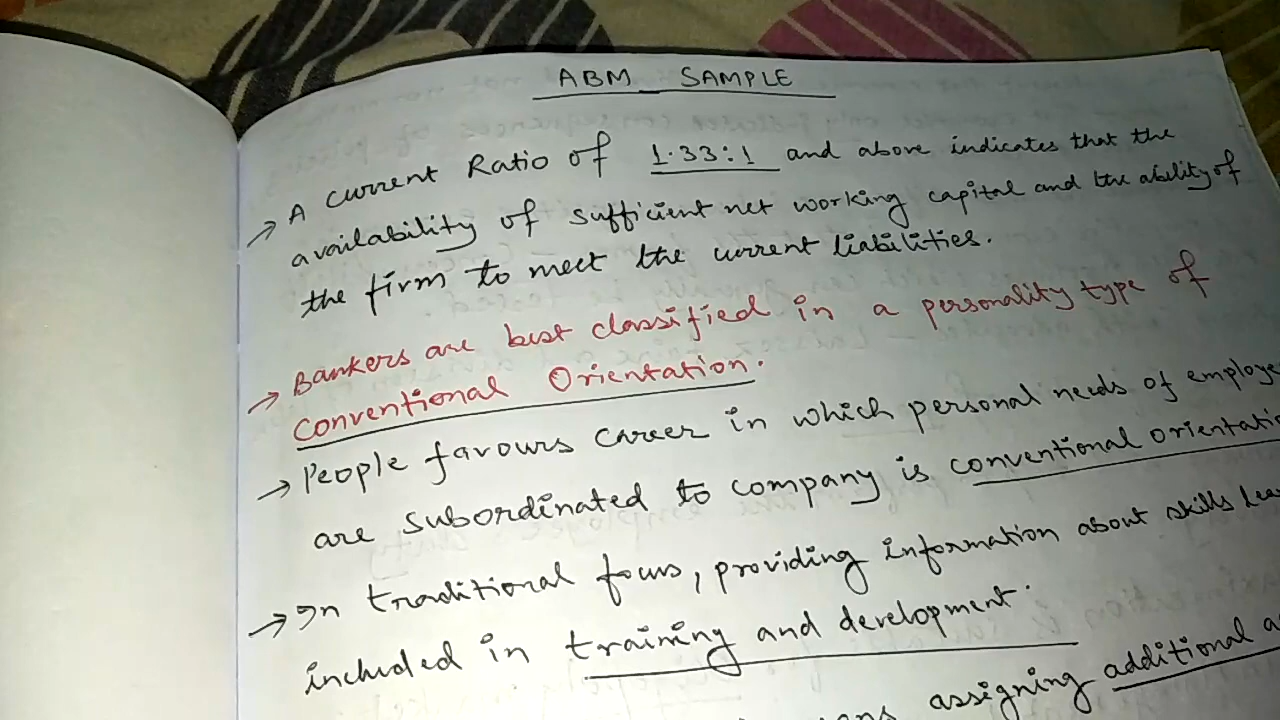 ABM SAMPLE
→ A current Ratio of 1.33:1 and above indicates that the
availability of sufficient net working capital and the ability of
the firm to meet the current liabilities.
→ Bankers are best classified in a personality type of
conventional Orientation.
→ People favours career in which personal needs of employe
are subordinated to company is conventional orientatio
→ In traditional focus, providing information about skills lea
included in training and development.
assigning additional a